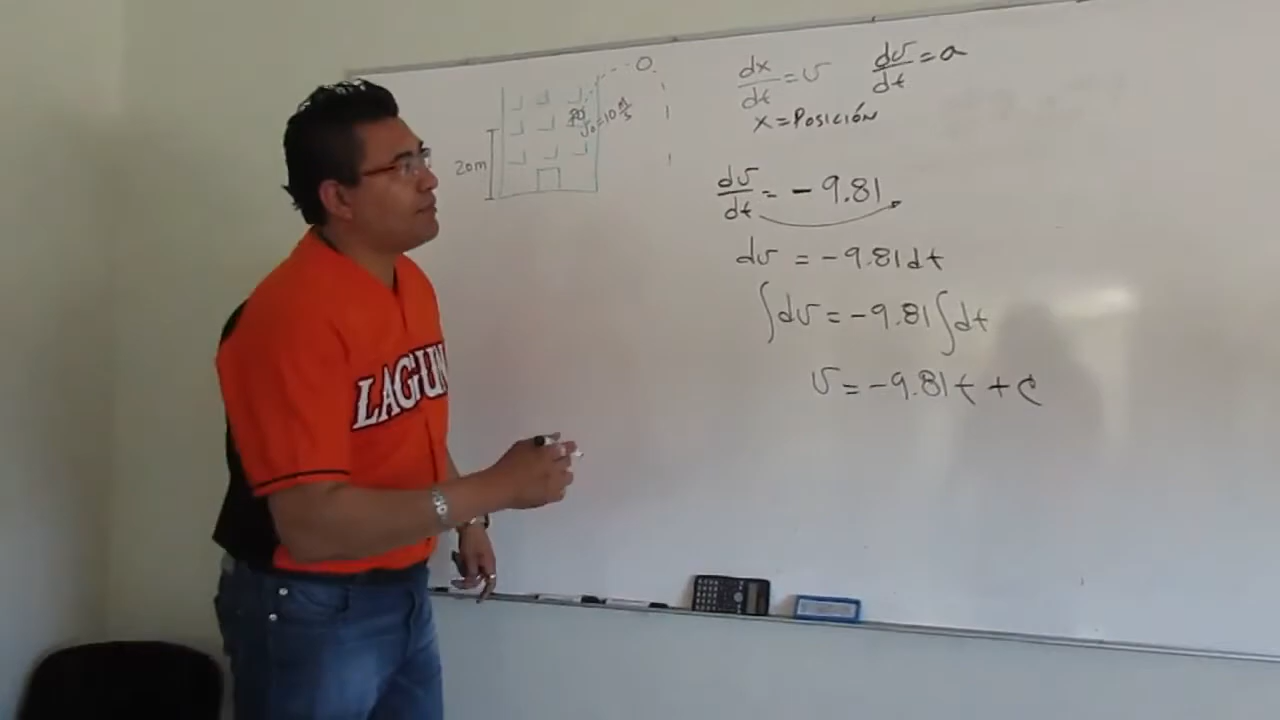 20m
v₀=10 m/s
dx/dt = v
dv/dt = a
x = Posición
dv/dt = -9.81
dv = -9.81dt
∫dv = -9.81∫dt
v = -9.81t + c
LAGUN